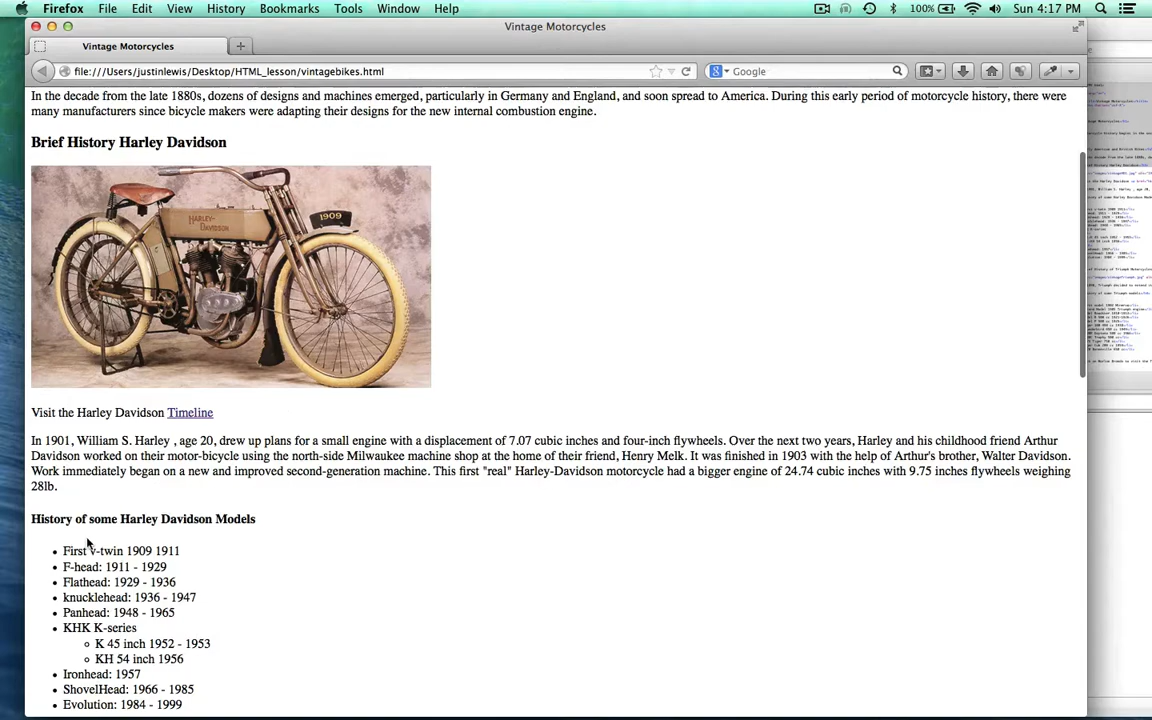 Firefox File Edit View History Bookmarks Tools Window Help 100% Sun 4:17 PM
Vintage Motorcycles
Vintage Motorcycles
file:///Users/justinlewis/Desktop/HTML_lesson/vintagebikes.html Google
In the decade from the late 1880s, dozens of designs and machines emerged, particularly in Germany and England, and soon spread to America. During this early period of motorcycle history, there were
many manufacturers since bicycle makers were adapting their designs for the new internal combustion engine.
Brief History Harley Davidson
1909
HARLEY-
DAVIDSON
Visit the Harley Davidson Timeline
In 1901, William S. Harley , age 20, drew up plans for a small engine with a displacement of 7.07 cubic inches and four-inch flywheels. Over the next two years, Harley and his childhood friend Arthur
Davidson worked on their motor-bicycle using the north-side Milwaukee machine shop at the home of their friend, Henry Melk. It was finished in 1903 with the help of Arthur's brother, Walter Davidson.
Work immediately began on a new and improved second-generation machine. This first "real" Harley-Davidson motorcycle had a bigger engine of 24.74 cubic inches with 9.75 inches flywheels weighing
28lb.
History of some Harley Davidson Models
First v-twin 1909 1911
F-head: 1911 - 1929
Flathead: 1929 - 1936
knucklehead: 1936 - 1947
Panhead: 1948 - 1965
KHK K-series
K 45 inch 1952 - 1953
KH 54 inch 1956
Ironhead: 1957
ShovelHead: 1966 - 1985
Evolution: 1984 - 1999